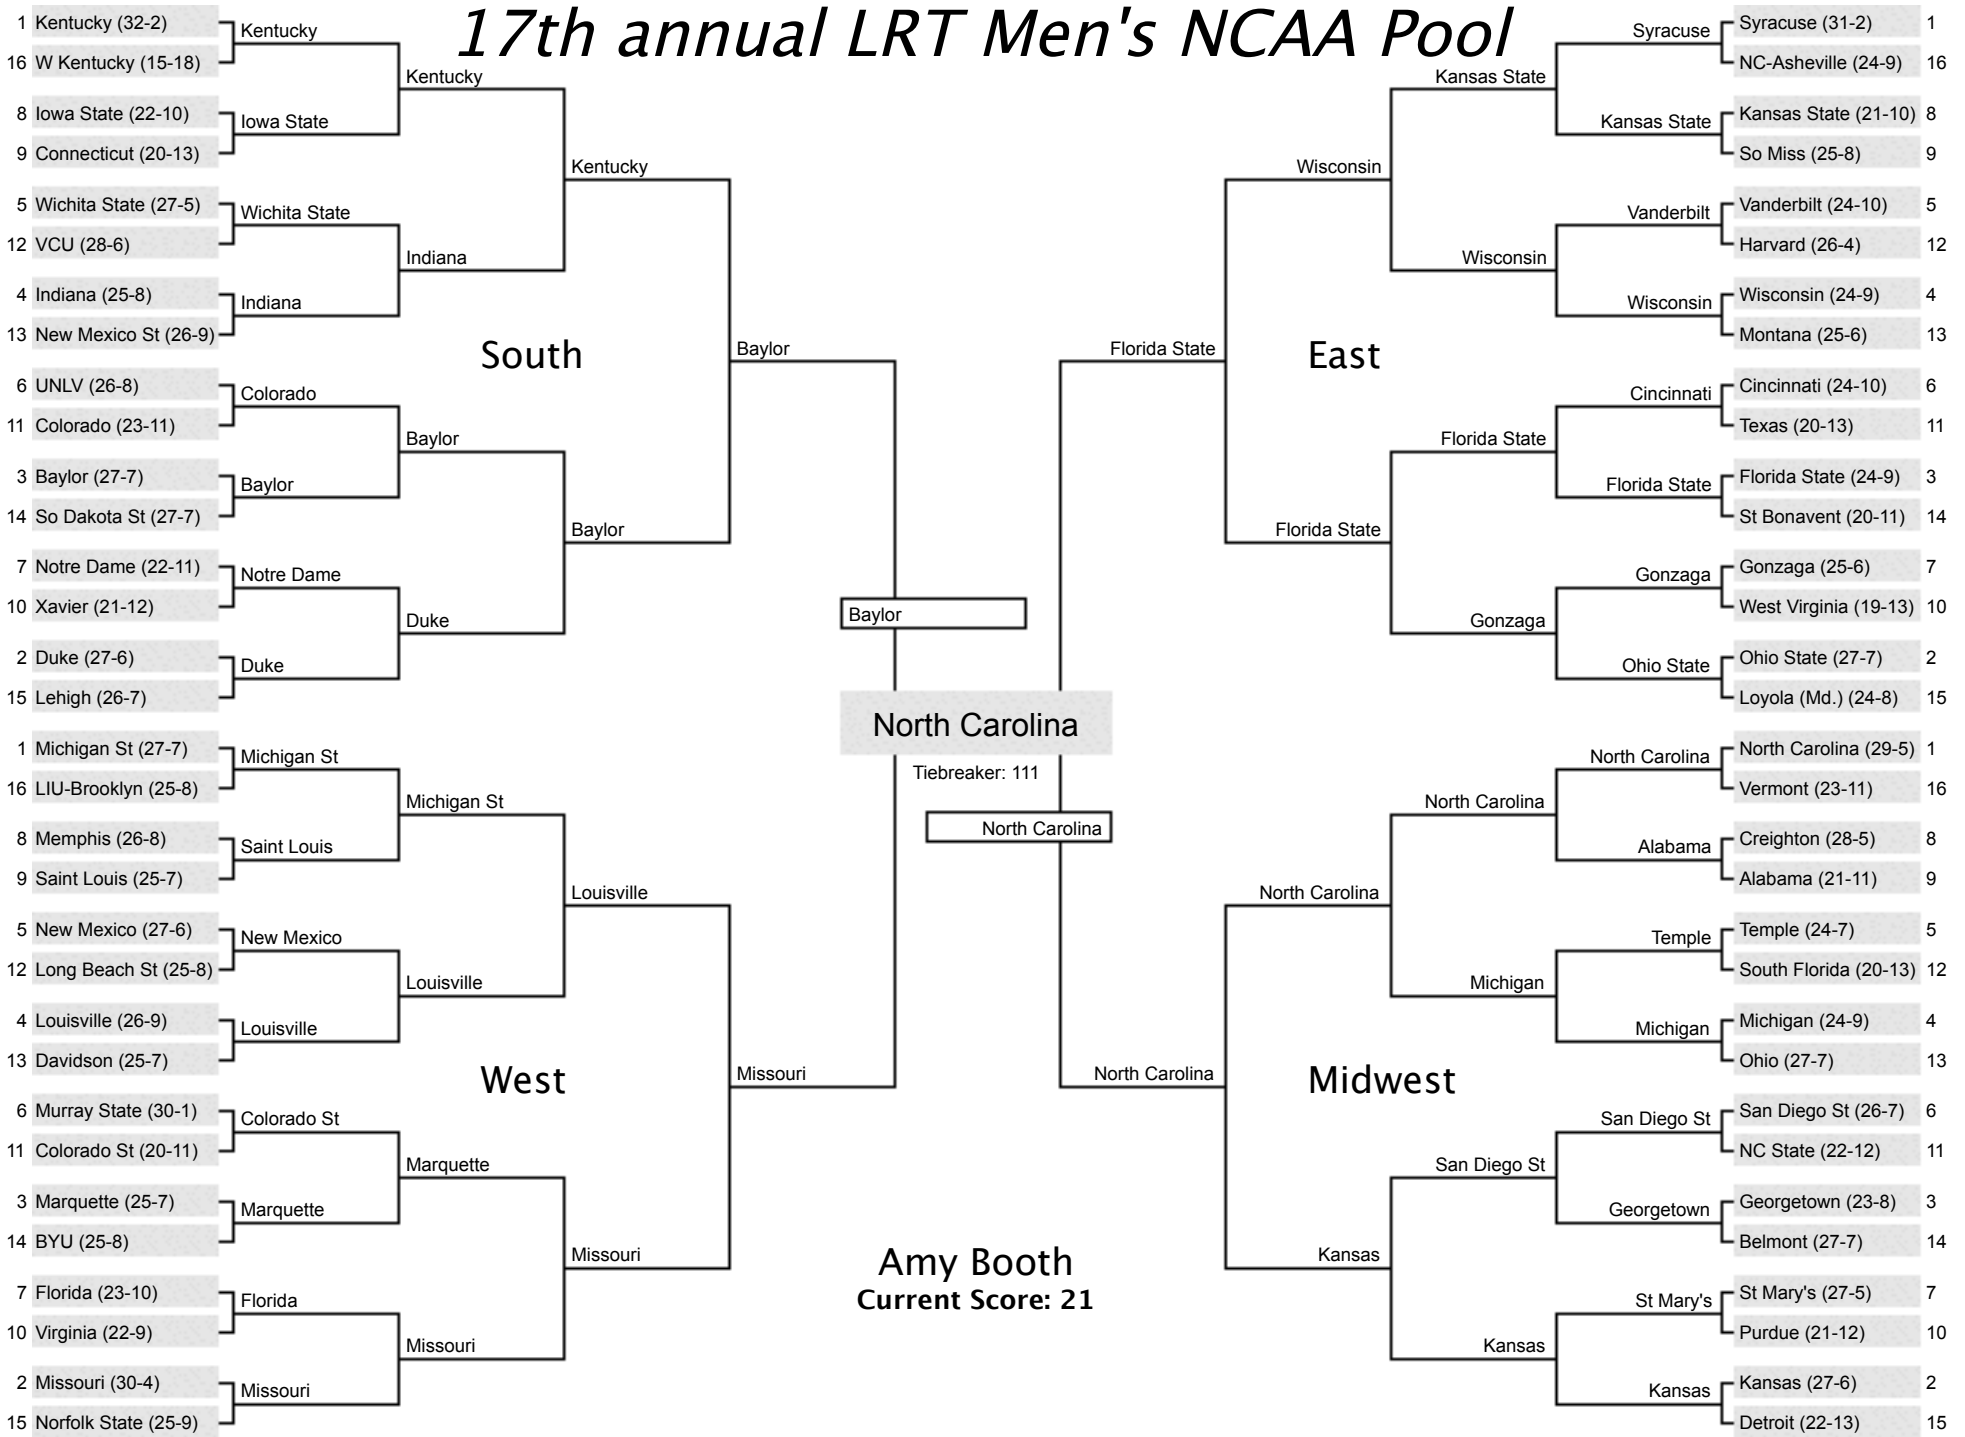 17th annual LRT Men's NCAA Pool
1 Kentucky (32-2)
16 W Kentucky (15-18)
8 Iowa State (22-10)
9 Connecticut (20-13)
5 Wichita State (27-5)
12 VCU (28-6)
4 Indiana (25-8)
13 New Mexico St (26-9)
6 UNLV (26-8)
11 Colorado (23-11)
3 Baylor (27-7)
14 So Dakota St (27-7)
7 Notre Dame (22-11)
10 Xavier (21-12)
2 Duke (27-6)
15 Lehigh (26-7)
Kentucky
Iowa State
Wichita State
Indiana
Colorado
Baylor
Notre Dame
Duke
Kentucky
Indiana
Baylor
Duke
Kentucky
Baylor
South
Baylor
1 Michigan St (27-7)
16 LIU-Brooklyn (25-8)
8 Memphis (26-8)
9 Saint Louis (25-7)
5 New Mexico (27-6)
12 Long Beach St (25-8)
4 Louisville (26-9)
13 Davidson (25-7)
6 Murray State (30-1)
11 Colorado St (20-11)
3 Marquette (25-7)
14 BYU (25-8)
7 Florida (23-10)
10 Virginia (22-9)
2 Missouri (30-4)
15 Norfolk State (25-9)
Michigan St
Saint Louis
New Mexico
Louisville
Colorado St
Marquette
Florida
Missouri
Michigan St
Louisville
Marquette
Missouri
Louisville
Missouri
West
Missouri
Baylor
North Carolina
Tiebreaker: 111
North Carolina
Amy Booth
Current Score: 21
Florida State
East
Wisconsin
Florida State
Kansas State
Wisconsin
Florida State
Gonzaga
Syracuse
Kansas State
Vanderbilt
Wisconsin
Cincinnati
Florida State
Gonzaga
Ohio State
Syracuse (31-2) 1
NC-Asheville (24-9) 16
Kansas State (21-10) 8
So Miss (25-8) 9
Vanderbilt (24-10) 5
Harvard (26-4) 12
Wisconsin (24-9) 4
Montana (25-6) 13
Cincinnati (24-10) 6
Texas (20-13) 11
Florida State (24-9) 3
St Bonavent (20-11) 14
Gonzaga (25-6) 7
West Virginia (19-13) 10
Ohio State (27-7) 2
Loyola (Md.) (24-8) 15
North Carolina
Midwest
North Carolina
Kansas
North Carolina
Michigan
San Diego St
Kansas
North Carolina
Alabama
Temple
Michigan
San Diego St
Georgetown
St Mary's
Kansas
North Carolina (29-5) 1
Vermont (23-11) 16
Creighton (28-5) 8
Alabama (21-11) 9
Temple (24-7) 5
South Florida (20-13) 12
Michigan (24-9) 4
Ohio (27-7) 13
San Diego St (26-7) 6
NC State (22-12) 11
Georgetown (23-8) 3
Belmont (27-7) 14
St Mary's (27-5) 7
Purdue (21-12) 10
Kansas (27-6) 2
Detroit (22-13) 15